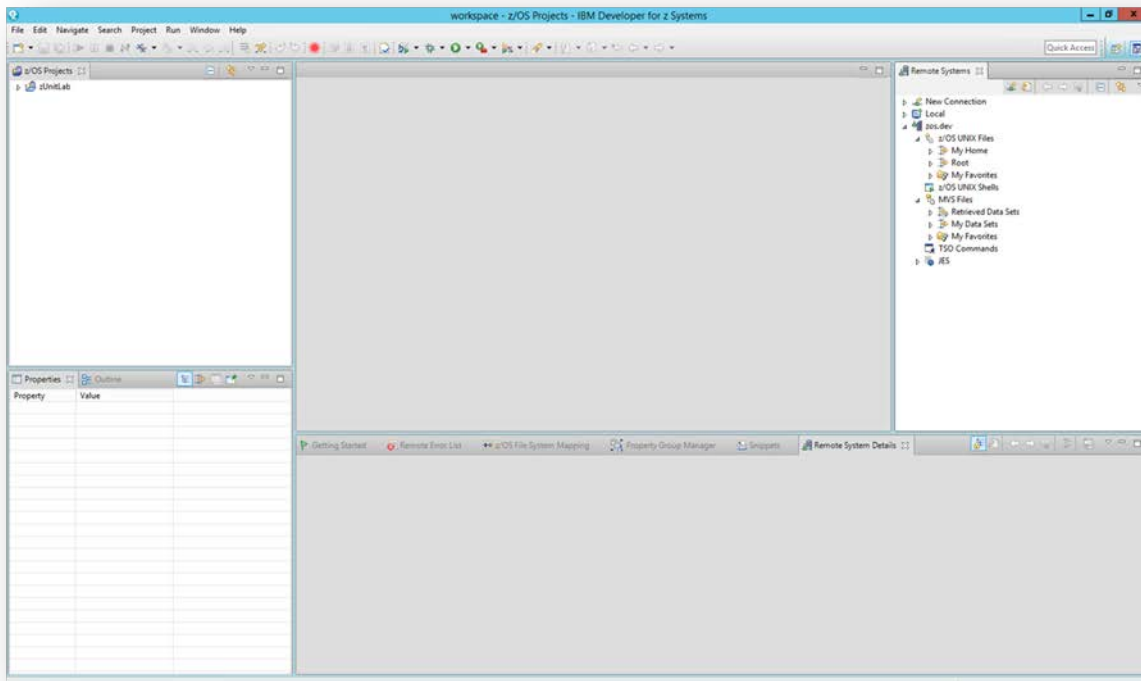 workspace - z/OS Projects - IBM Developer for z Systems
File Edit Navigate Search Project Run Window Help
Quick Access
z/OS Projects
zUnitLab
Remote Systems
New Connection
Local
zos.dev
z/OS UNIX Files
My Home
Root
My Favorites
z/OS UNIX Shells
MVS Files
Retrieved Data Sets
My Data Sets
My Favorites
TSO Commands
JES
Properties Outline
Property Value
Getting Started Remote Error List z/OS File System Mapping Property Group Manager Snippets Remote System Details